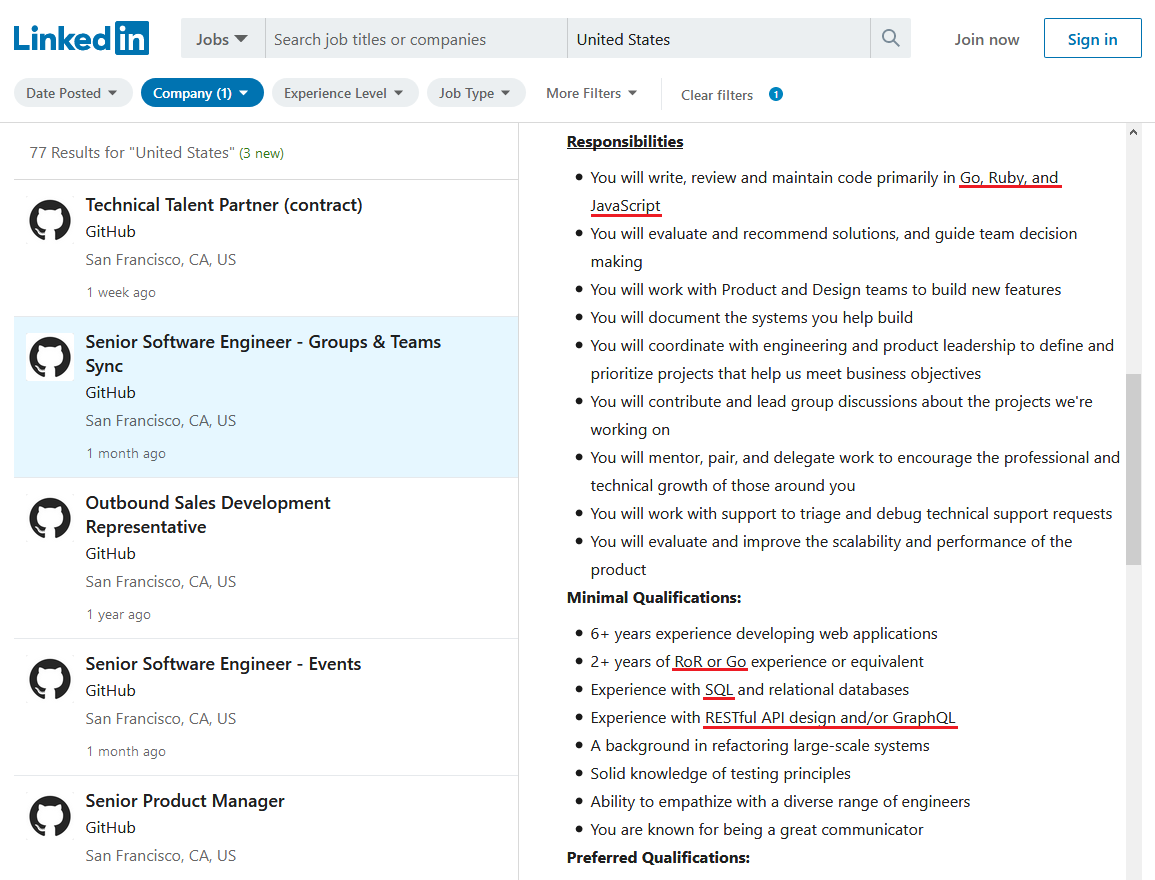 Linked in
Jobs
Search job titles or companies
United States
Join now
Sign in
Date Posted
Company (1)
Experience Level
Job Type
More Filters
Clear filters
1
77 Results for "United States" (3 new)
Technical Talent Partner (contract)
GitHub
San Francisco, CA, US
1 week ago
Senior Software Engineer - Groups & Teams
Sync
GitHub
San Francisco, CA, US
1 month ago
Outbound Sales Development
Representative
GitHub
San Francisco, CA, US
1 year ago
Senior Software Engineer - Events
GitHub
San Francisco, CA, US
1 month ago
Senior Product Manager
GitHub
San Francisco, CA, US
Responsibilities
• You will write, review and maintain code primarily in Go, Ruby, and
JavaScript
• You will evaluate and recommend solutions, and guide team decision
making
• You will work with Product and Design teams to build new features
• You will document the systems you help build
• You will coordinate with engineering and product leadership to define and
prioritize projects that help us meet business objectives
• You will contribute and lead group discussions about the projects we're
working on
• You will mentor, pair, and delegate work to encourage the professional and
technical growth of those around you
• You will work with support to triage and debug technical support requests
• You will evaluate and improve the scalability and performance of the
product
Minimal Qualifications:
• 6+ years experience developing web applications
• 2+ years of RoR or Go experience or equivalent
• Experience with SQL and relational databases
• Experience with RESTful API design and/or GraphQL
• A background in refactoring large-scale systems
• Solid knowledge of testing principles
• Ability to empathize with a diverse range of engineers
• You are known for being a great communicator
Preferred Qualifications: